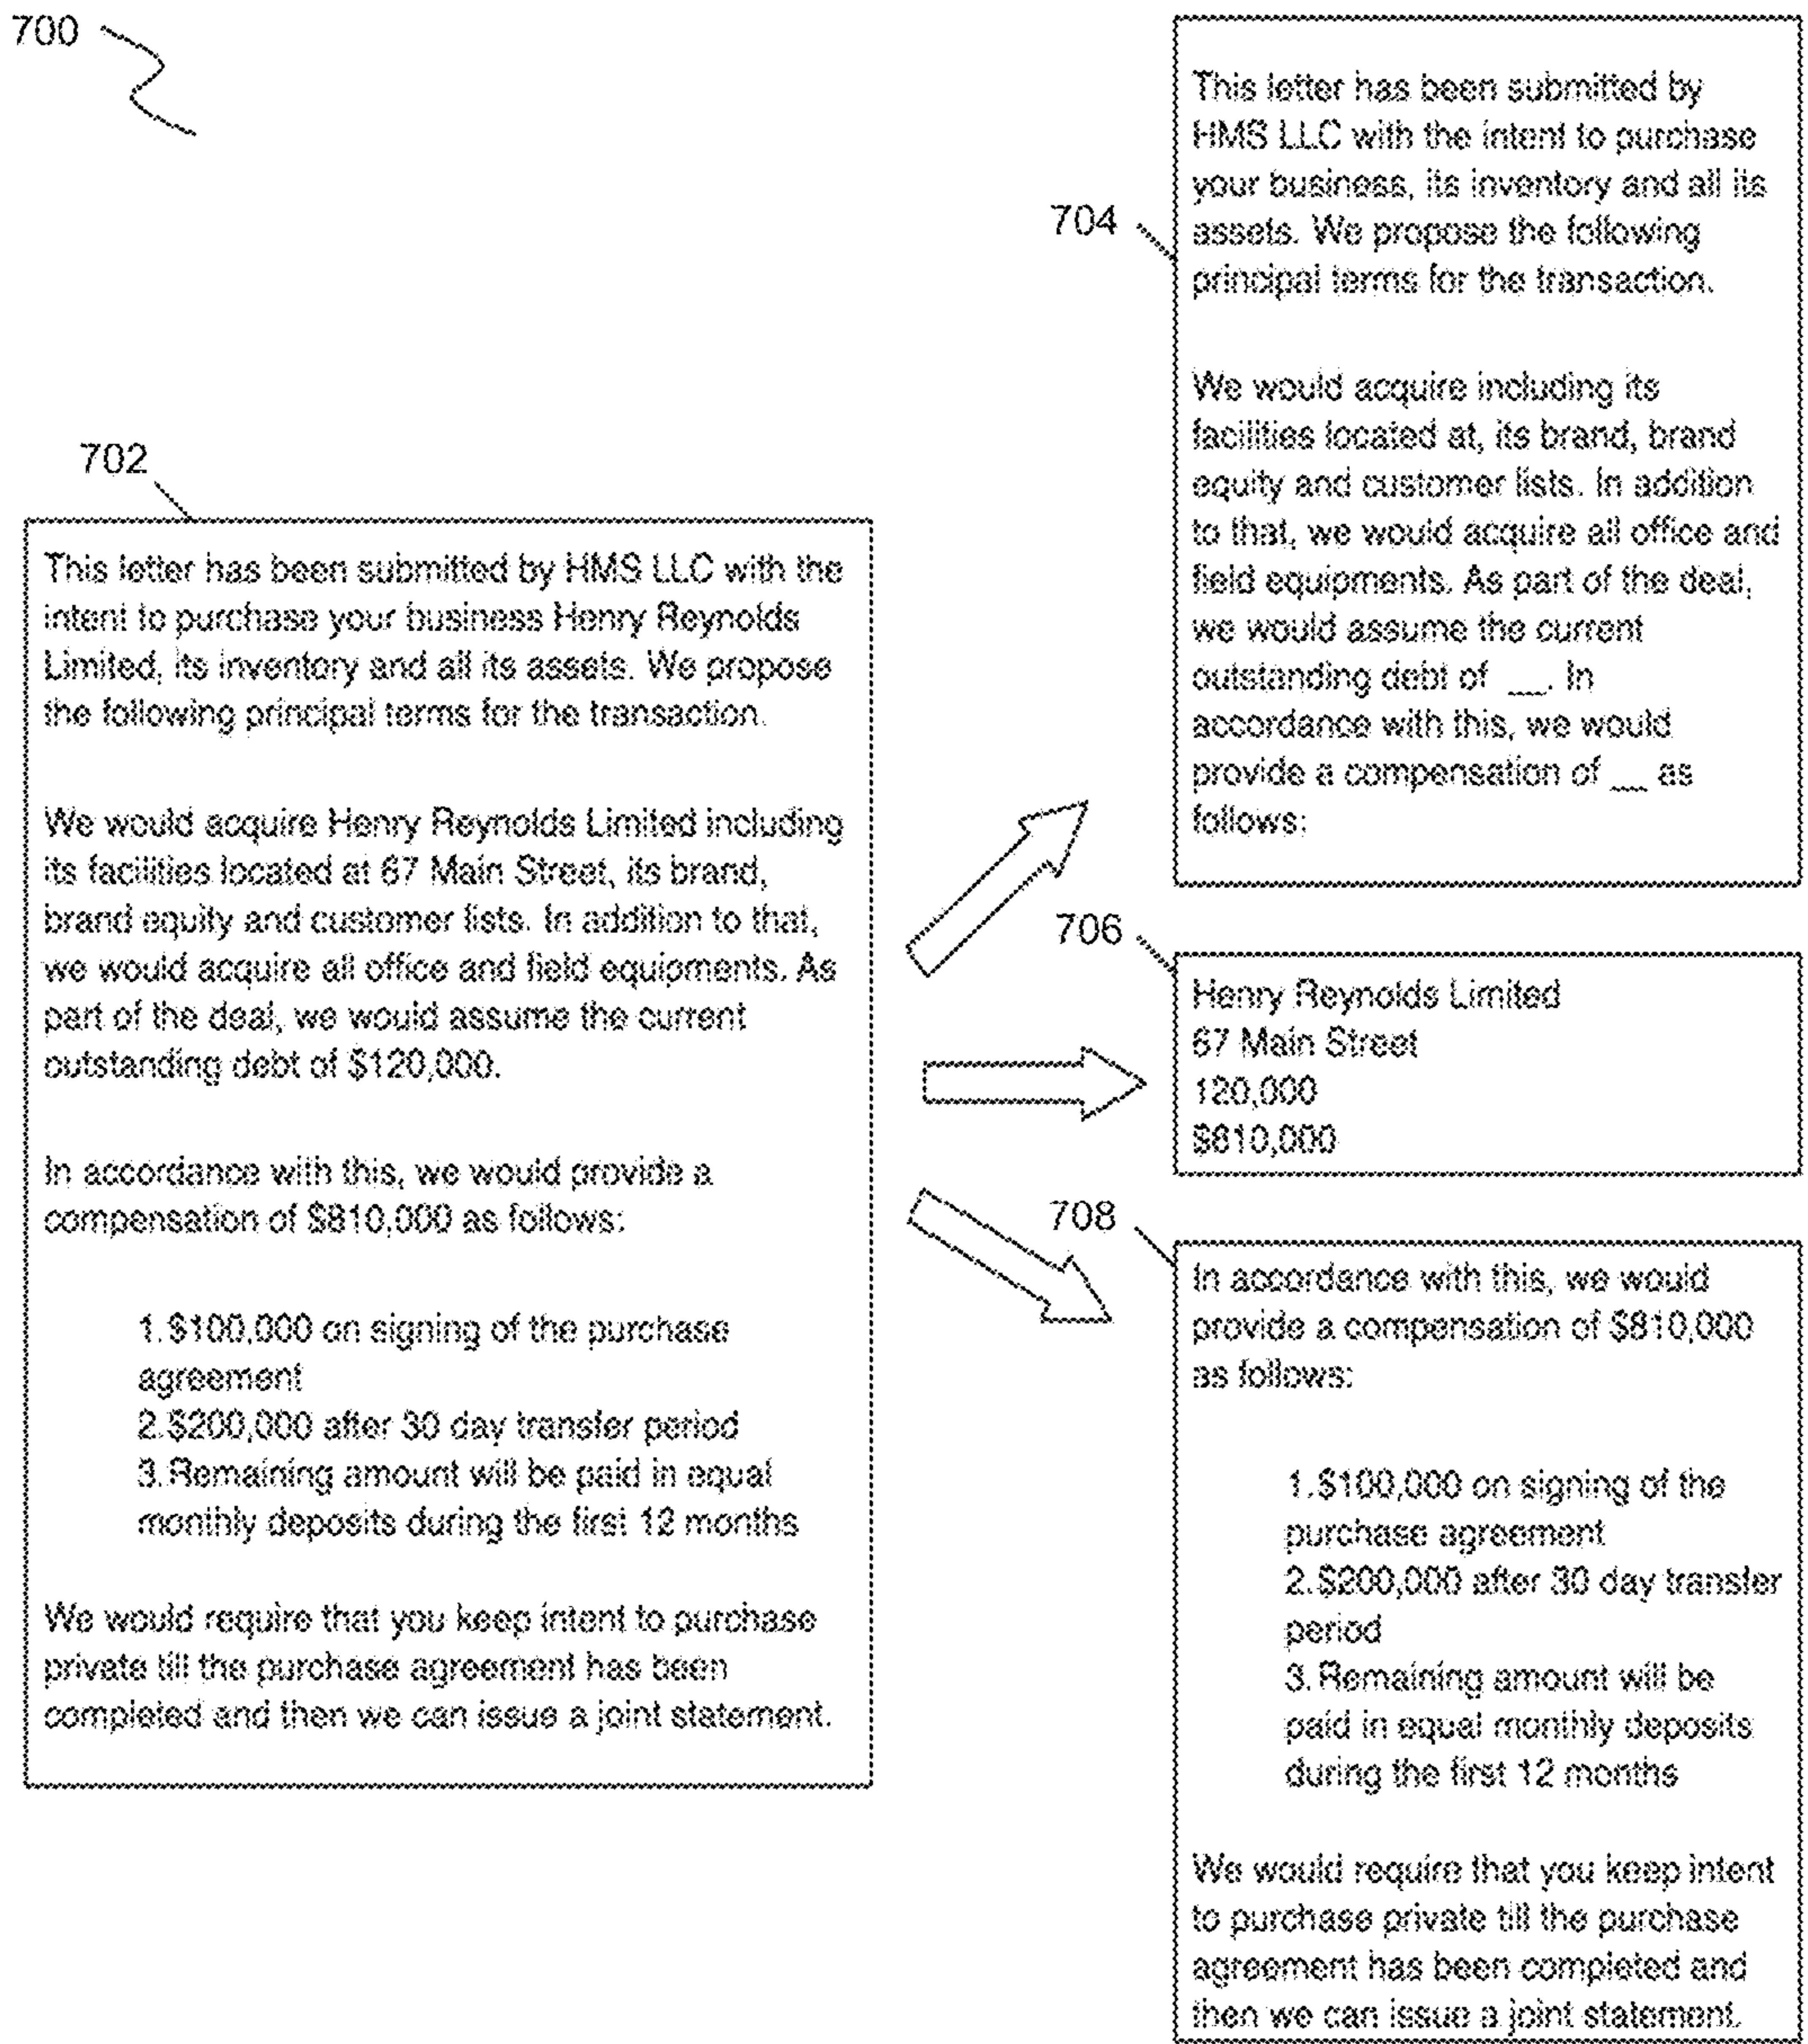 700
702
This letter has been submitted by HMS LLC with the
intent to purchase your business Henry Reynolds
Limited, its inventory and all its assets. We propose
the following principal terms for the transaction.
We would acquire Henry Reynolds Limited including
its facilities located at 67 Main Street, its brand,
brand equity and customer lists. In addition to that,
we would acquire all office and field equipments. As
part of the deal, we would assume the current
outstanding debt of $120,000.
In accordance with this, we would provide a
compensation of $810,000 as follows:
1. $100,000 on signing of the purchase
agreement
2. $200,000 after 30 day transfer period
3. Remaining amount will be paid in equal
monthly deposits during the first 12 months
We would require that you keep intent to purchase
private till the purchase agreement has been
completed and then we can issue a joint statement.
704
This letter has been submitted by
HMS LLC with the intent to purchase
your business, its inventory and all its
assets. We propose the following
principal terms for the transaction.
We would acquire including its
facilities located at, its brand, brand
equity and customer lists. In addition
to that, we would acquire all office and
field equipments. As part of the deal,
we would assume the current
outstanding debt of __. In
accordance with this, we would
provide a compensation of __ as
follows:
706
Henry Reynolds Limited
67 Main Street
120,000
$810,000
708
In accordance with this, we would
provide a compensation of $810,000
as follows:
1. $100,000 on signing of the
purchase agreement
2. $200,000 after 30 day transfer
period
3. Remaining amount will be
paid in equal monthly deposits
during the first 12 months
We would require that you keep intent
to purchase private till the purchase
agreement has been completed and
then we can issue a joint statement.